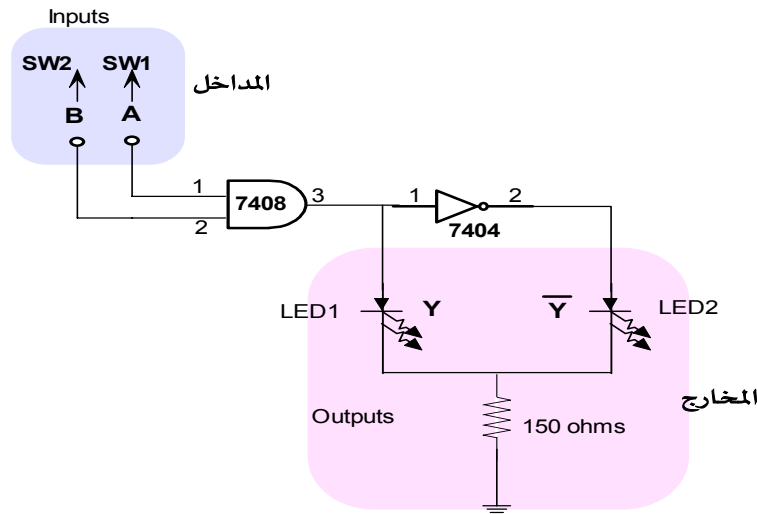 Inputs
SW2 SW1
المداخل
B A
1
7408
3
1
2
2
7404
LED1
Y
Y
LED2
Outputs
150 ohms
المخارج